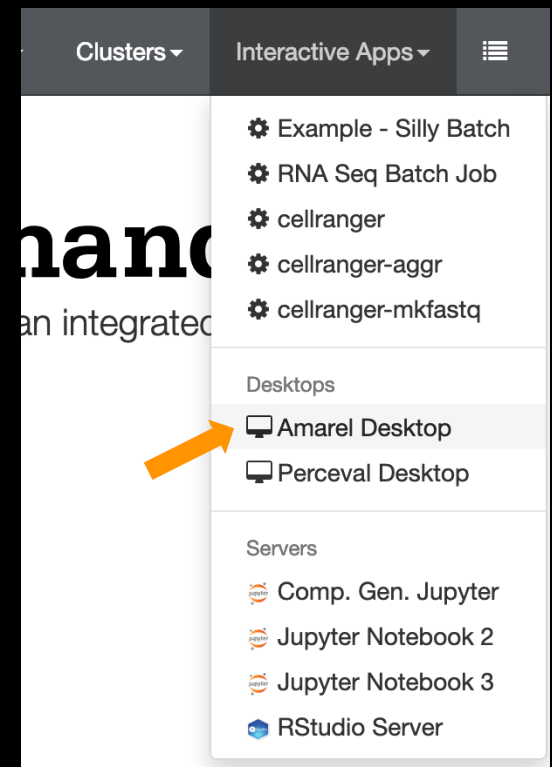 Clusters
Interactive Apps
Example - Silly Batch
RNA Seq Batch Job
cellranger
cellranger-aggr
cellranger-mkfastq
an integrated
Desktops
Amarel Desktop
Perceval Desktop
Servers
Comp. Gen. Jupyter
Jupyter Notebook 2
Jupyter Notebook 3
RStudio Server